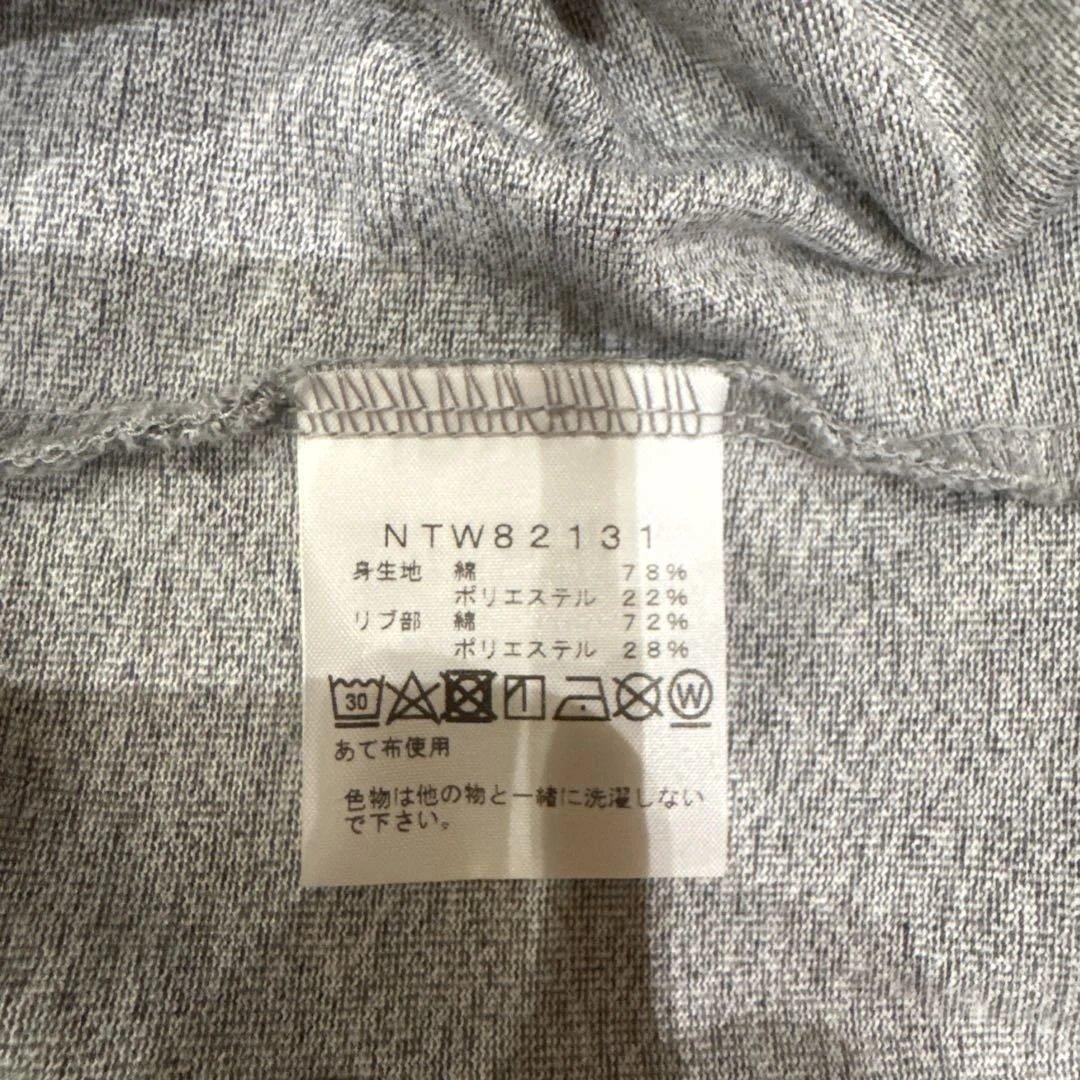 NTW82131
身生地 綿 78%
ポリエステル 22%
リブ部 綿 72%
ポリエステル 28%
30 W
あて布使用
色物は他の物と一緒に洗濯しない
で下さい。